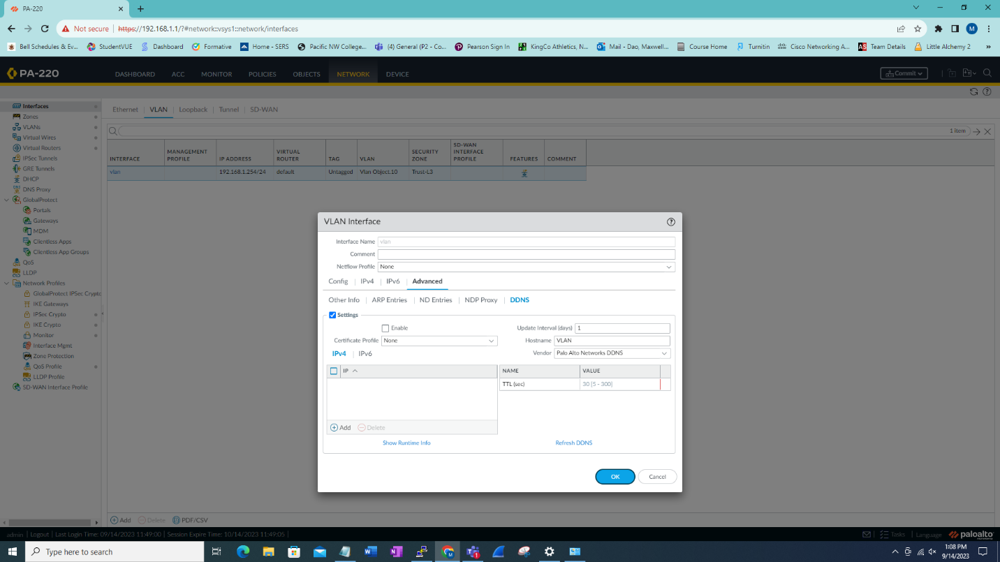 PA-220
Not secure https://192.168.1.1/?#network::vsys1::network/interfaces
M
Bell Schedules & Ev... StudentVUE Dashboard Formative Home - SERS Pacific NW Colleg... (4) General (P2 - Co... Pearson Sign In KingCo Athletics, N... Mail - Dao, Maxwell... Course Home Turnitin Cisco Networking A... AS Team Details Little Alchemy 2 »
PA-220 DASHBOARD ACC MONITOR POLICIES OBJECTS NETWORK DEVICE Commit
Interfaces
Zones
VLANs
Virtual Wires
Virtual Routers
IPSec Tunnels
GRE Tunnels
DHCP
DNS Proxy
GlobalProtect
Portals
Gateways
MDM
Clientless Apps
Clientless App Groups
QoS
LLDP
Network Profiles
GlobalProtect IPSec Crypto
IKE Gateways
IPSec Crypto
IKE Crypto
Monitor
Interface Mgmt
Zone Protection
QoS Profile
LLDP Profile
SD-WAN Interface Profile
Ethernet VLAN Loopback Tunnel SD-WAN
1 item
INTERFACE MANAGEMENT PROFILE IP ADDRESS VIRTUAL ROUTER TAG VLAN SECURITY ZONE SD-WAN INTERFACE PROFILE FEATURES COMMENT
vlan 192.168.1.254/24 default Untagged Vlan Object.10 Trust-L3
VLAN Interface
Interface Name vlan
Comment
Netflow Profile None
Config IPv4 IPv6 Advanced
Other Info ARP Entries ND Entries NDP Proxy DDNS
Settings
Enable Update Interval (days) 1
Certificate Profile None Hostname VLAN
IPv4 IPv6 Vendor Palo Alto Networks DDNS
IP NAME VALUE
TTL (sec) 30 [5 - 300]
Add Delete
Show Runtime Info Refresh DDNS
OK Cancel
Add Delete PDF/CSV
admin | Logout | Last Login Time: 09/14/2023 11:49:00 | Session Expire Time: 10/14/2023 11:49:05 | Tasks | Language paloalto NETWORKS
Type here to search
1:08 PM
9/14/2023